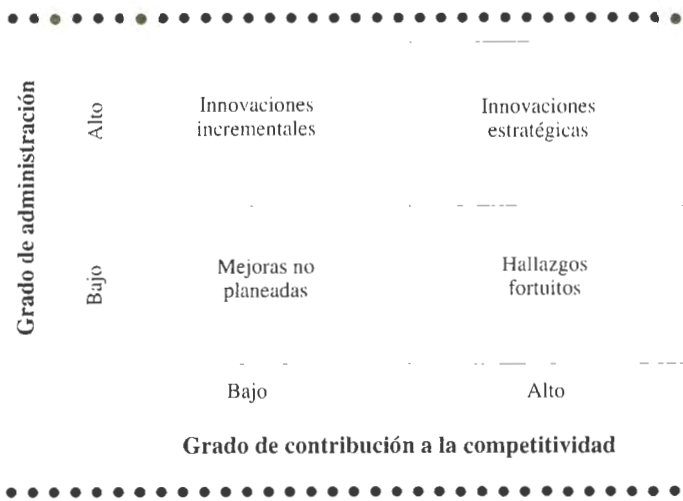 Grado de administración
Alto
Innovaciones
incrementales
Innovaciones
estratégicas
Bajo
Mejoras no
planeadas
Hallazgos
fortuitos
Bajo
Alto
Grado de contribución a la competitividad